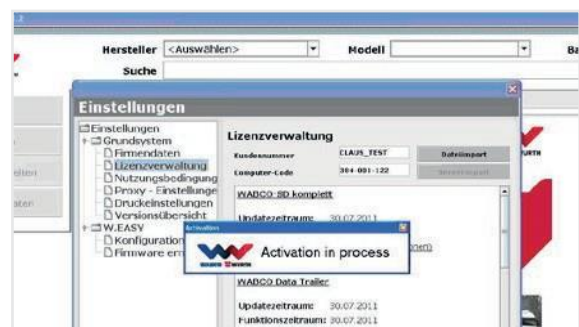 Hersteller <Auswählen> Modell
Suche
Einstellungen
Einstellungen
Grundsystem
Firmendaten
Lizenzverwaltung
Nutzungsbedingung
Proxy - Einstellunge
Druckeinstellungen
Versionsübersicht
W.EASY
Konfiguration
Firmware
Lizenzverwaltung
Kundennummer CLAUS_TEST Dateiimport
Computer-Code 304-001-122
WABCO-SD komplett
Updatezeitraum: 30.07.2011
Activation
WABCO WÜRTH
Activation in process
WABCO Data Trailer
Updatezeitraum: 30.07.2011
Funktionszeitraum: 30.07.2011